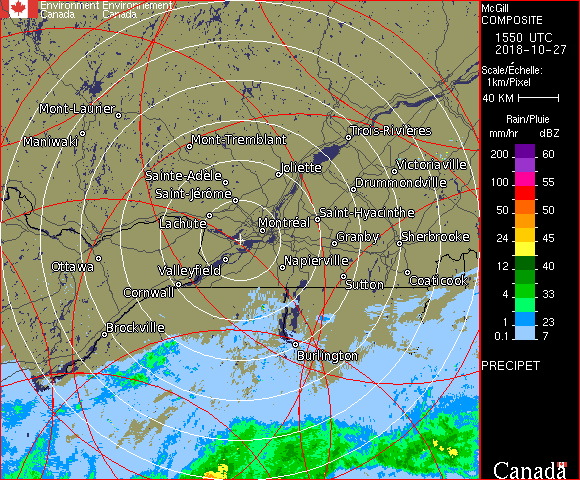 Environment Environnement
Canada Canada
McGill
COMPOSITE
1550 UTC
2018-10-27
Scale/Échelle:
1km/Pixel
40 KM
Rain/Pluie
mm/hr dBZ
200 60
150 57
100 55
50 50
24 45
12 40
4 33
1 23
0.1 7
PRECIPET
Canada
Mont-Laurier
Maniwaki
Mont-Tremblant
Trois-Rivières
Joliette
Victoriaville
Sainte-Adèle
Drummondville
Saint-Jérôme
Saint-Hyacinthe
Lachute
Montréal
Granby
Sherbrooke
Ottawa
Valleyfield
Napierville
Cornwall
Sutton
Coaticook
Brockville
Burlington